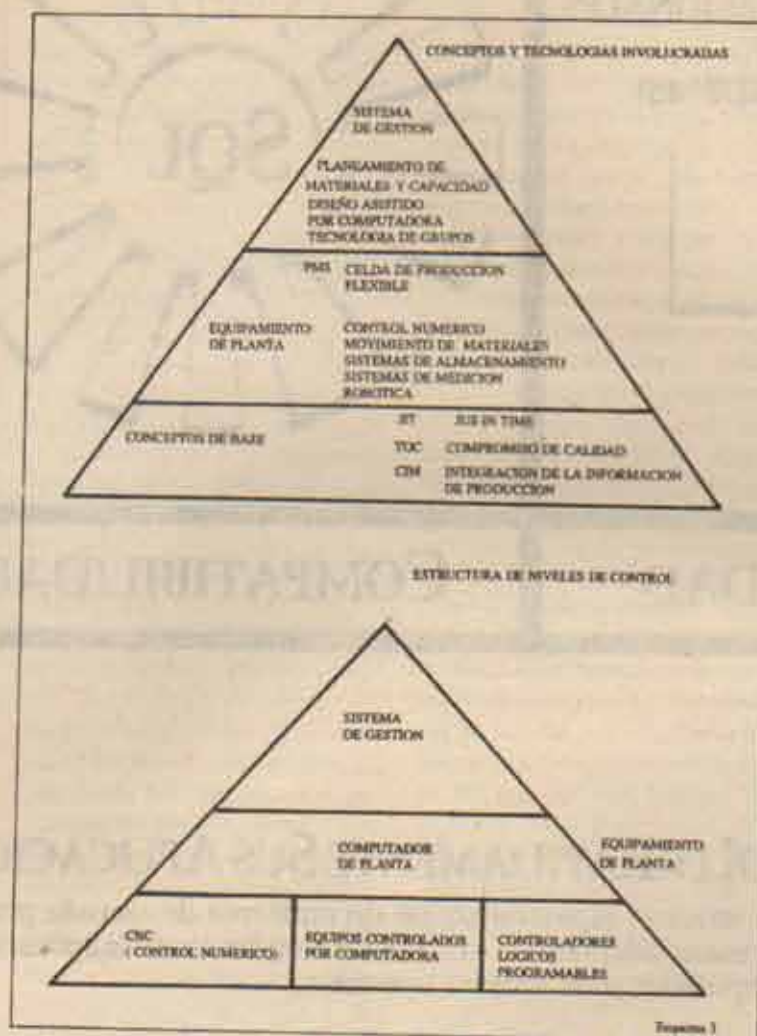 CONCEPTOS Y TECNOLOGIAS INVOLUCRADAS
SISTEMA
DE GESTION
PLANEAMIENTO DE
MATERIALES Y CAPACIDAD
DISEÑO ASISTIDO
POR COMPUTADORA
TECNOLOGIA DE GRUPOS
FMS CELDA DE PRODUCCION
FLEXIBLE
EQUIPAMIENTO
DE PLANTA
CONTROL NUMERICO
MOVIMIENTO DE MATERIALES
SISTEMAS DE ALMACENAMIENTO
SISTEMAS DE MEDICION
ROBOTICA
CONCEPTOS DE BASE
JIT JUS IN TIME
TQC COMPROMISO DE CALIDAD
CIM INTEGRACION DE LA INFORMACION
DE PRODUCCION
ESTRUCTURA DE NIVELES DE CONTROL
SISTEMA
DE GESTION
COMPUTADOR
DE PLANTA
EQUIPAMIENTO
DE PLANTA
CNC
( CONTROL NUMERICO)
EQUIPOS CONTROLADOS
POR COMPUTADORA
CONTROLADORES
LOGICOS
PROGRAMABLES
Esquema 3